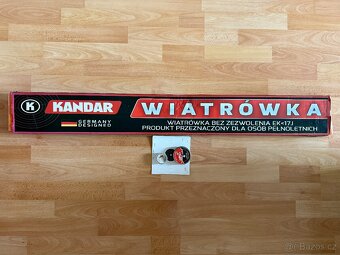 K KANDAR WIATRÓWKA
GERMANY DESIGNED
WIATRÓWKA BEZ ZEZWOLENIA EK<17J
PRODUKT PRZEZNACZONY DLA OSÓB PEŁNOLETNICH